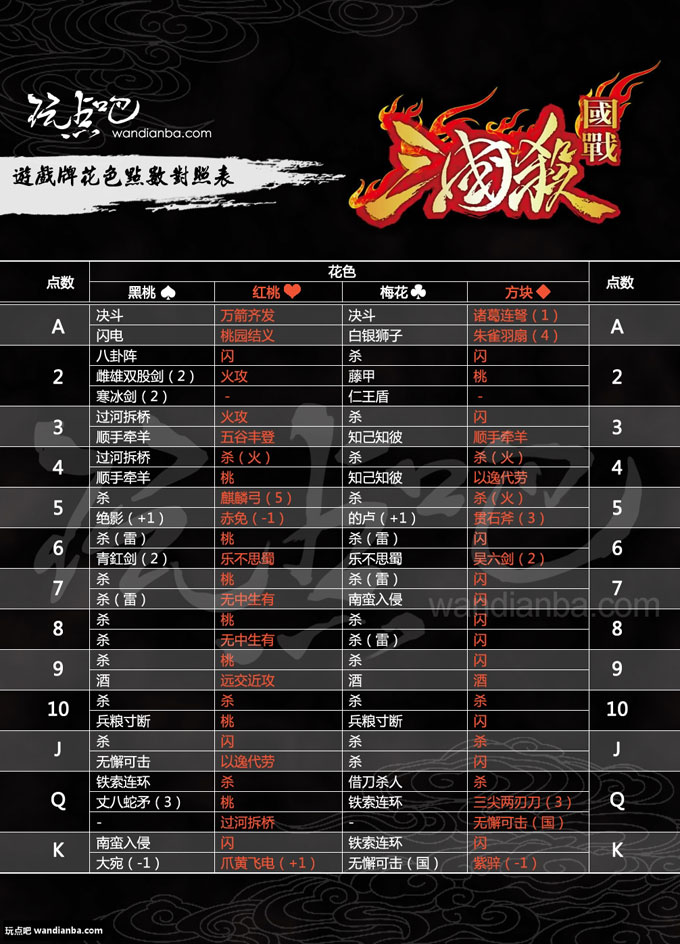 玩点吧
wandianba.com
國戰
三國殺
遊戲牌花色點數對照表
点数 花色 点数
黑桃♠ 红桃♥ 梅花♣ 方块◆
A 决斗 万箭齐发 决斗 诸葛连弩（1） A
闪电 桃园结义 白银狮子 朱雀羽扇（4）
2 八卦阵 闪 杀 闪 2
雌雄双股剑（2） 火攻 藤甲 桃
寒冰剑（2） - 仁王盾 -
3 过河拆桥 火攻 杀 闪 3
顺手牵羊 五谷丰登 知己知彼 顺手牵羊
4 过河拆桥 杀（火） 杀 杀（火） 4
顺手牵羊 桃 知己知彼 以逸代劳
5 杀 麒麟弓（5） 杀 杀（火） 5
绝影（+1） 赤兔（-1） 的卢（+1） 贯石斧（3）
6 杀（雷） 桃 杀（雷） 闪 6
青釭剑（2） 乐不思蜀 乐不思蜀 吴六剑（2）
7 杀 桃 杀（雷） 闪 7
杀（雷） 无中生有 南蛮入侵 闪
8 杀 桃 杀 闪 8
杀 无中生有 杀（雷） 闪
9 杀 桃 杀 闪 9
酒 远交近攻 酒 酒
10 杀 杀 杀 杀 10
兵粮寸断 桃 兵粮寸断 闪
J 杀 闪 杀 杀 J
无懈可击 以逸代劳 杀 闪
Q 铁索连环 杀 借刀杀人 杀 Q
丈八蛇矛（3） 桃 铁索连环 三尖两刃刀（3）
- 过河拆桥 - 无懈可击（国）
K 南蛮入侵 闪 铁索连环 闪 K
大宛（-1） 爪黄飞电（+1） 无懈可击（国） 紫骍（-1）
玩点吧
wandianba.com
玩点吧 wandianba.com